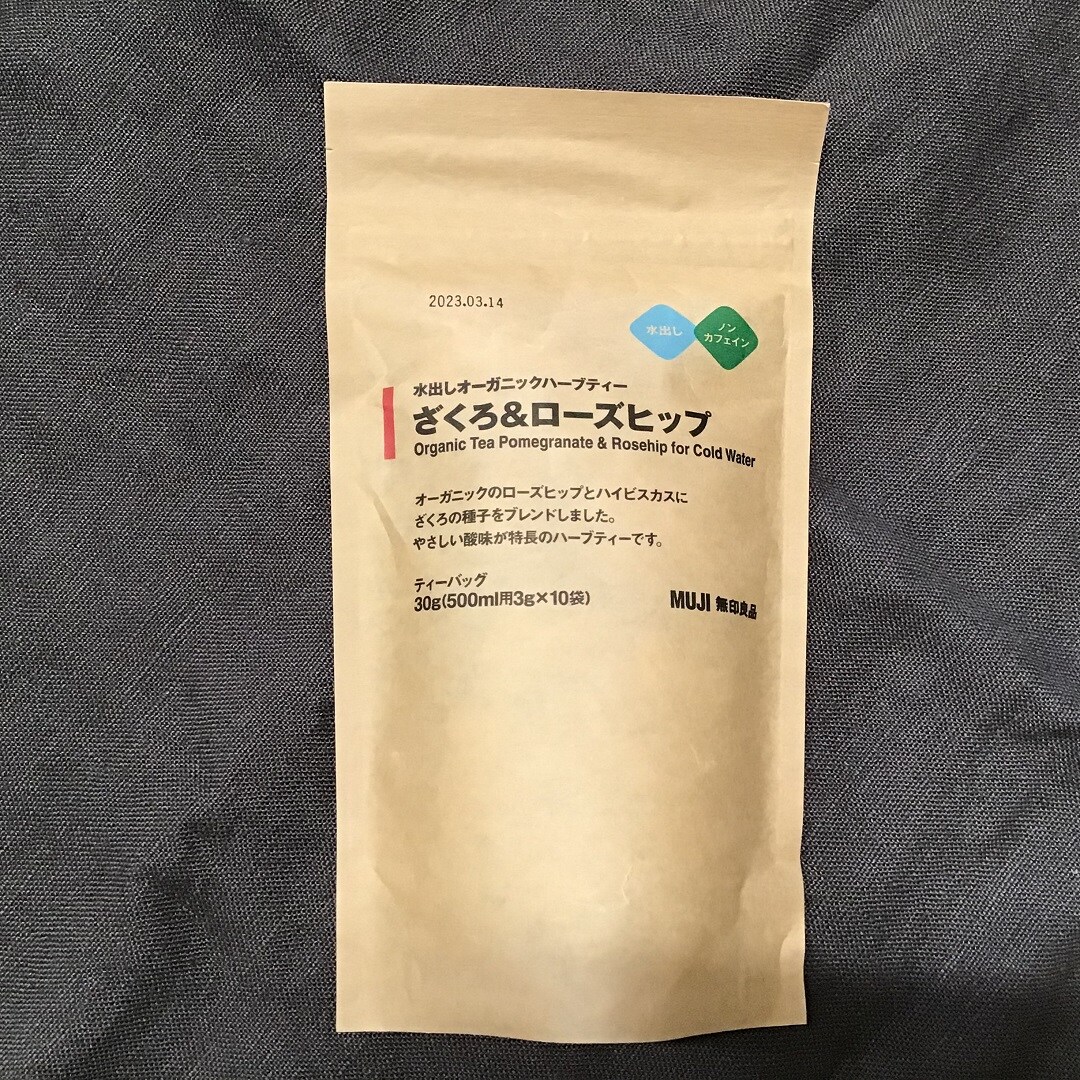 2023.03.14
水出し
ノン
カフェイン
水出しオーガニックハーブティー
ざくろ&ローズヒップ
Organic Tea Pomegranate & Rosehip for Cold Water
オーガニックのローズヒップとハイビスカスに
ざくろの種子をブレンドしました。
やさしい酸味が特長のハーブティーです。
ティーバッグ
30g(500ml用3g×10袋)
MUJI 無印良品